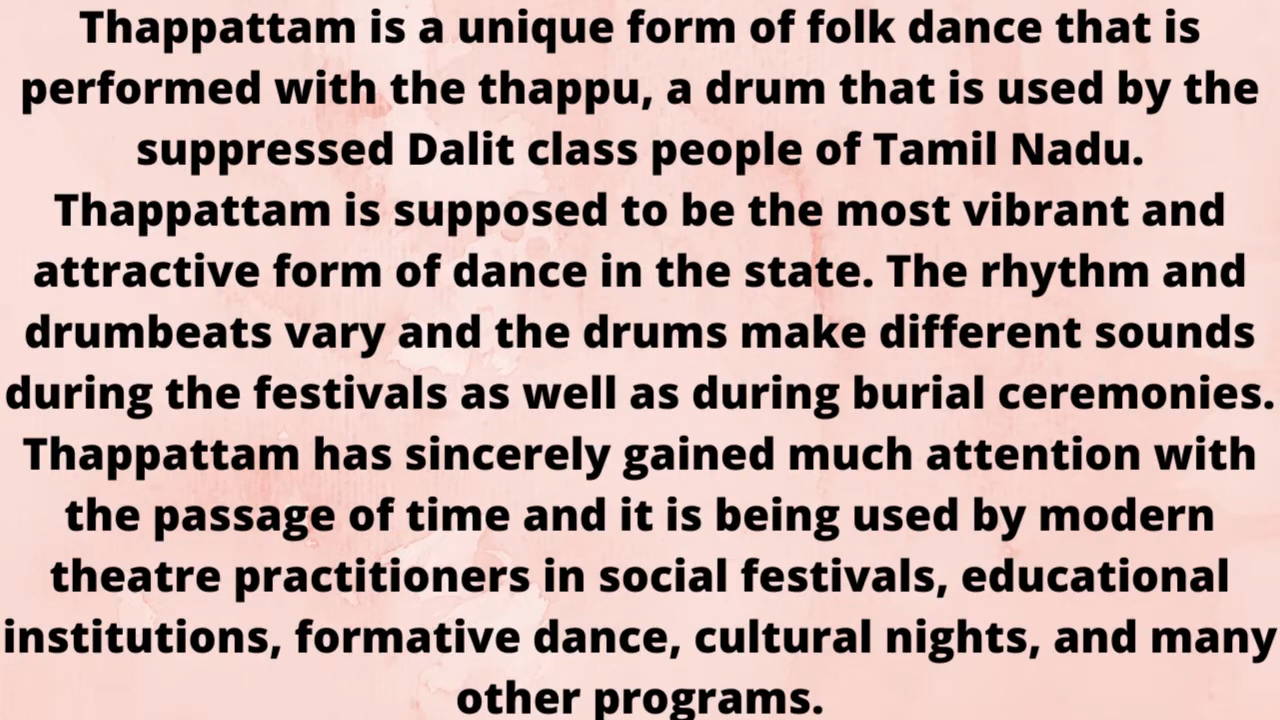 Thappattam is a unique form of folk dance that is
performed with the thappu, a drum that is used by the
suppressed Dalit class people of Tamil Nadu.
Thappattam is supposed to be the most vibrant and
attractive form of dance in the state. The rhythm and
drumbeats vary and the drums make different sounds
during the festivals as well as during burial ceremonies.
Thappattam has sincerely gained much attention with
the passage of time and it is being used by modern
theatre practitioners in social festivals, educational
institutions, formative dance, cultural nights, and many
other programs.